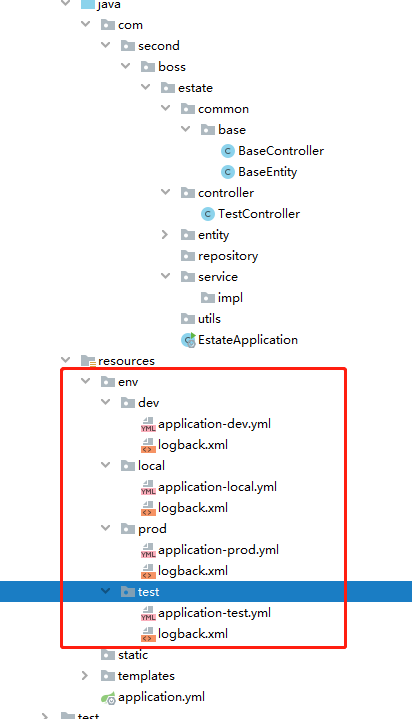 java
com
second
boss
estate
common
base
BaseController
BaseEntity
controller
TestController
entity
repository
service
impl
utils
EstateApplication
resources
env
dev
application-dev.yml
logback.xml
local
application-local.yml
logback.xml
prod
application-prod.yml
logback.xml
test
application-test.yml
logback.xml
static
templates
application.yml
test